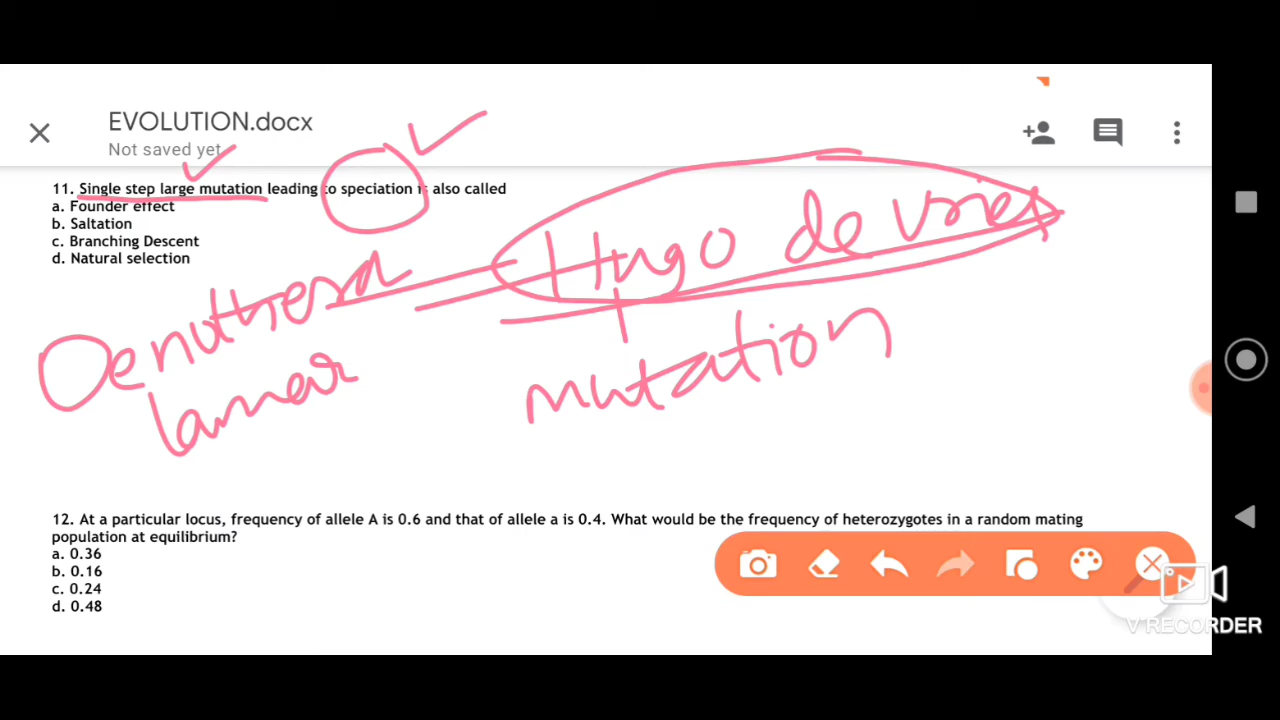 EVOLUTION.docx
Not saved yet
11. Single step large mutation leading to speciation is also called
a. Founder effect
b. Saltation
c. Branching Descent
d. Natural selection
Hugo de vries
Oenuthera
lamar
mutation
12. At a particular locus, frequency of allele A is 0.6 and that of allele a is 0.4. What would be the frequency of heterozygotes in a random mating
population at equilibrium?
a. 0.36
b. 0.16
c. 0.24
d. 0.48
V RECORDER